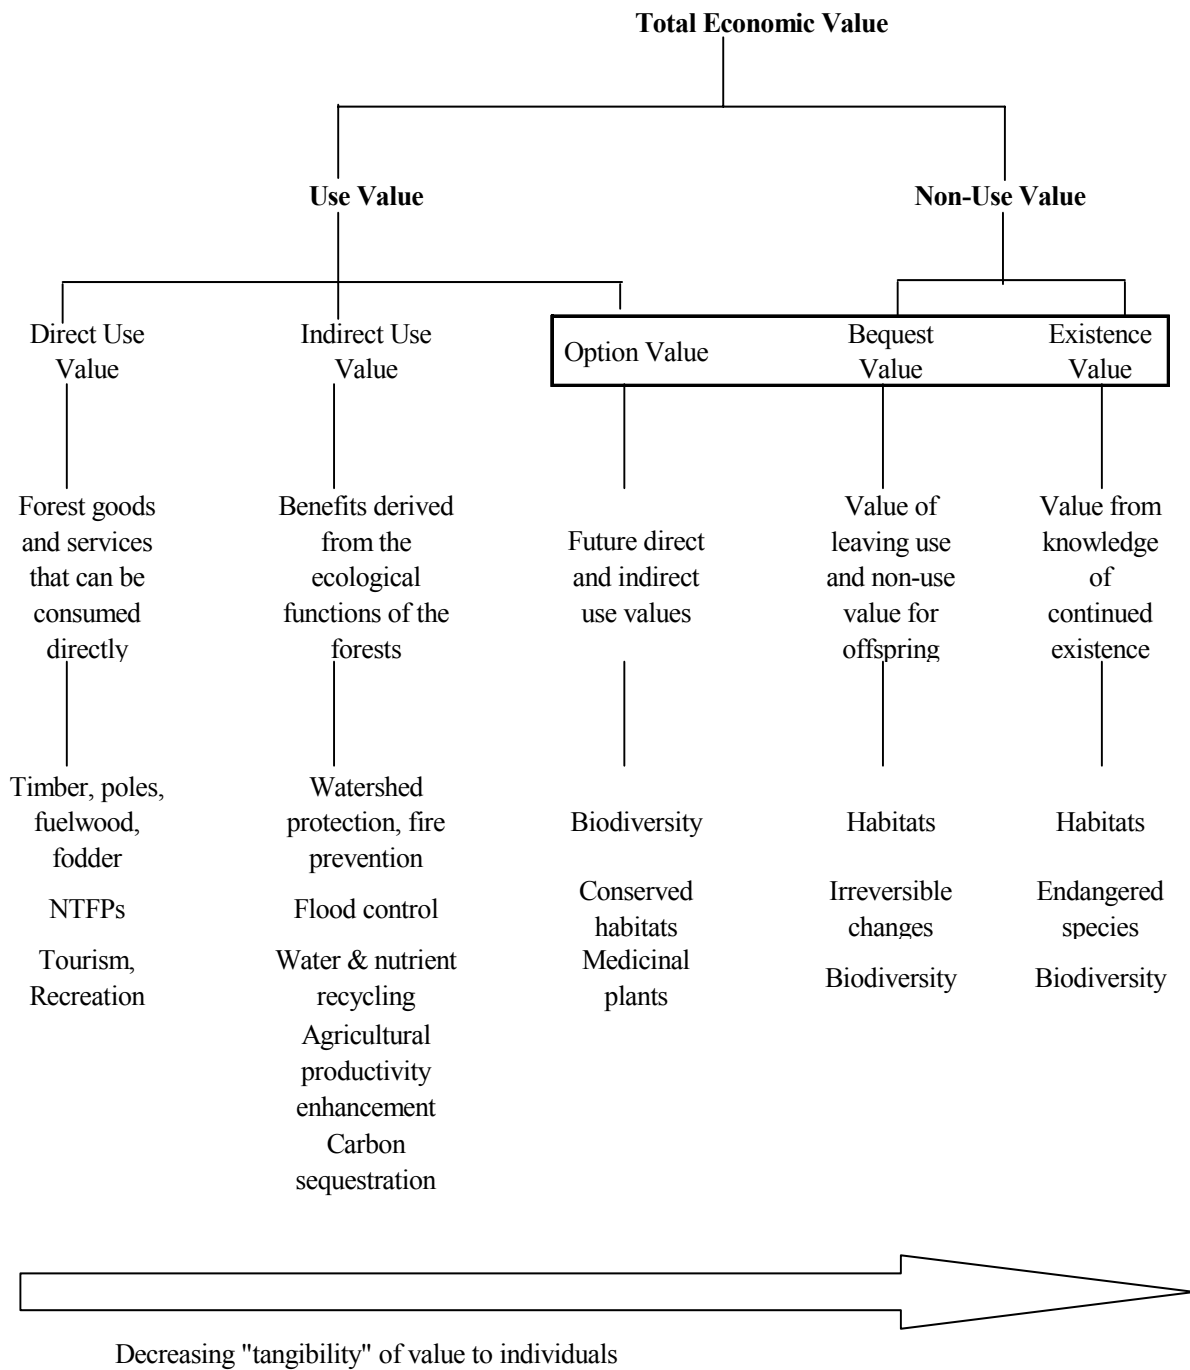 Total Economic Value
Use Value
Non-Use Value
Direct Use
Value
Indirect Use
Value
Option Value
Bequest
Value
Existence
Value
Forest goods
and services
that can be
consumed
directly
Benefits derived
from the
ecological
functions of the
forests
Future direct
and indirect
use values
Value of
leaving use
and non-use
value for
offspring
Value from
knowledge
of
continued
existence
Timber, poles,
fuelwood,
fodder
NTFPs
Tourism,
Recreation
Watershed
protection, fire
prevention
Flood control
Water & nutrient
recycling
Agricultural
productivity
enhancement
Carbon
sequestration
Biodiversity
Conserved
habitats
Medicinal
plants
Habitats
Irreversible
changes
Biodiversity
Habitats
Endangered
species
Biodiversity
Decreasing "tangibility" of value to individuals